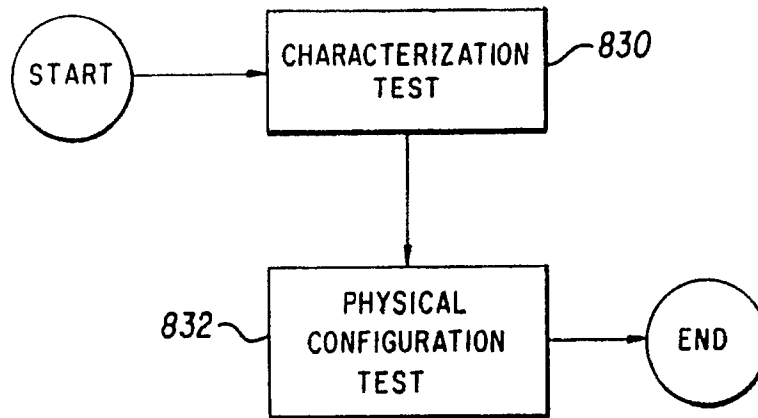 START
CHARACTERIZATION
TEST
830
832
PHYSICAL
CONFIGURATION
TEST
END